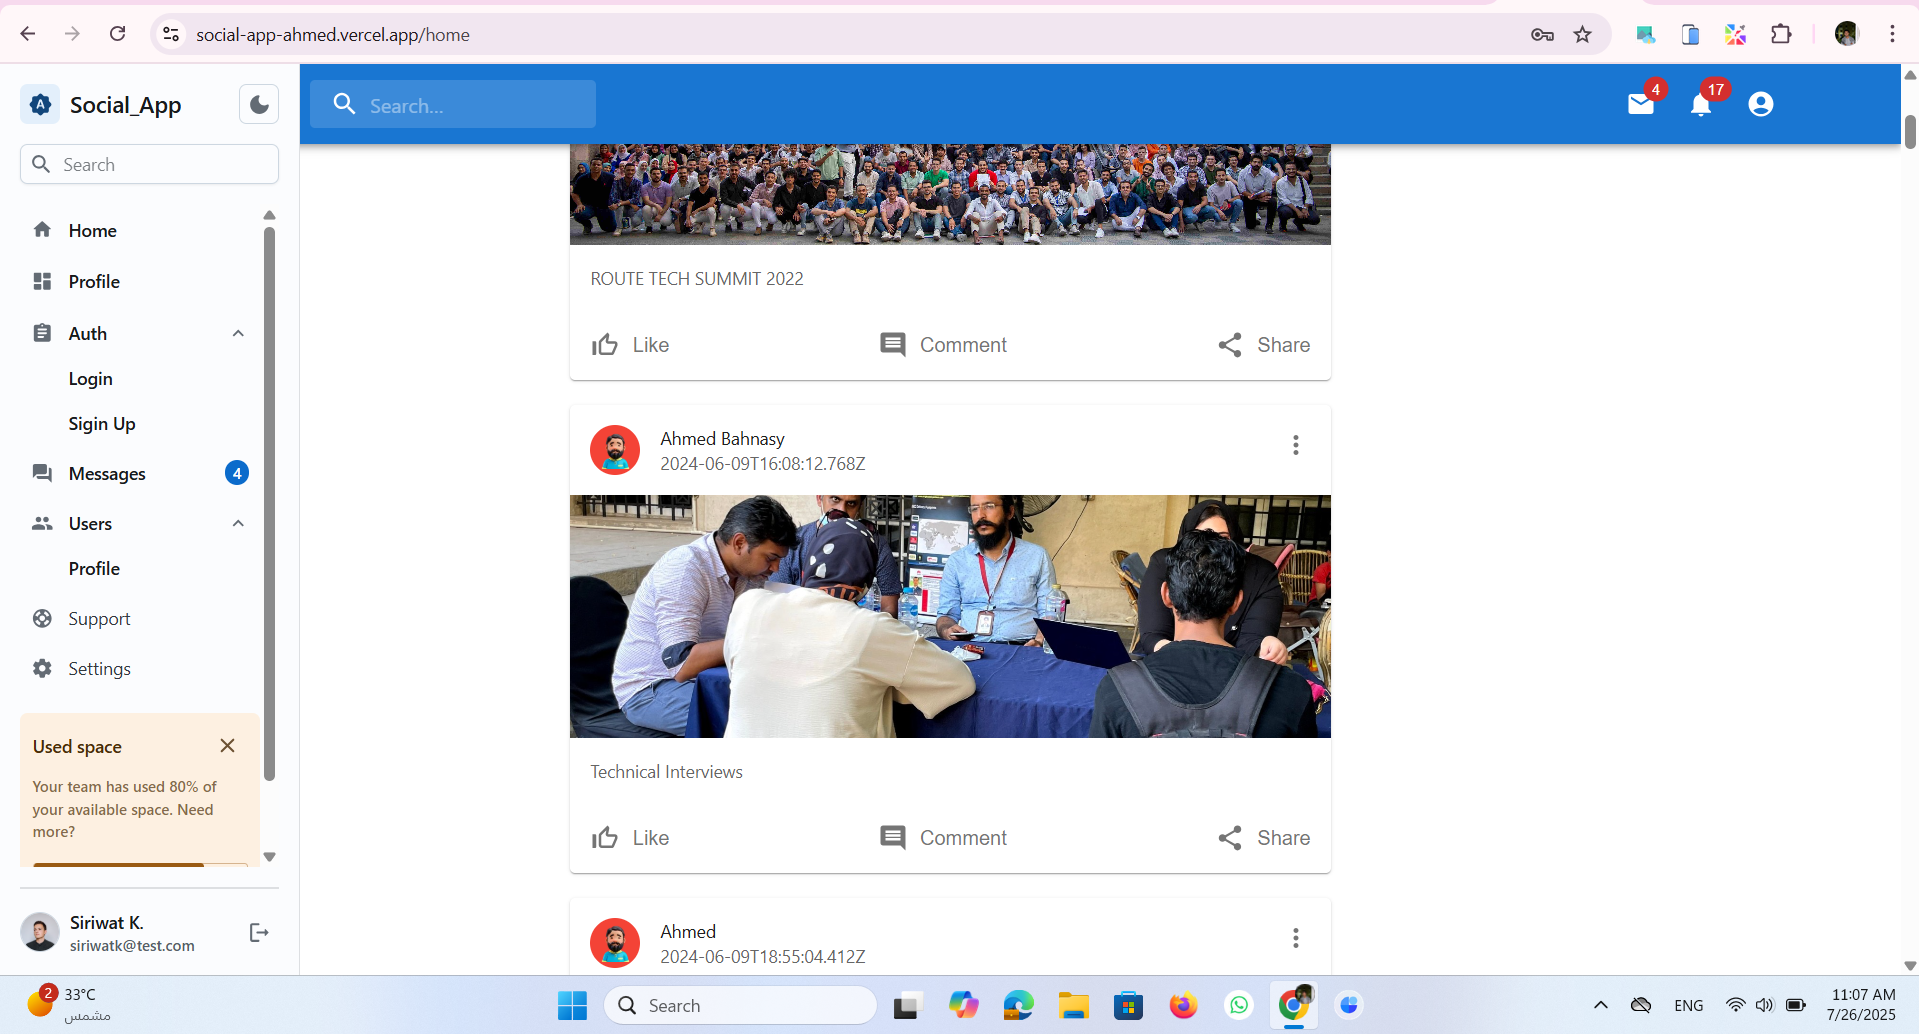 social-app-ahmed.vercel.app/home
Social_App
Search
Home
Profile
Auth
Login
Sigin Up
Messages
4
Users
Profile
Support
Settings
Used space
Your team has used 80% of
your available space. Need
more?
Siriwat K.
siriwatk@test.com
Search...
4
17
ROUTE TECH SUMMIT 2022
Like
Comment
Share
Ahmed Bahnasy
2024-06-09T16:08:12.768Z
Technical Interviews
Like
Comment
Share
Ahmed
2024-06-09T18:55:04.412Z
2
33°C
مشمس
Search
ENG
11:07 AM
7/26/2025